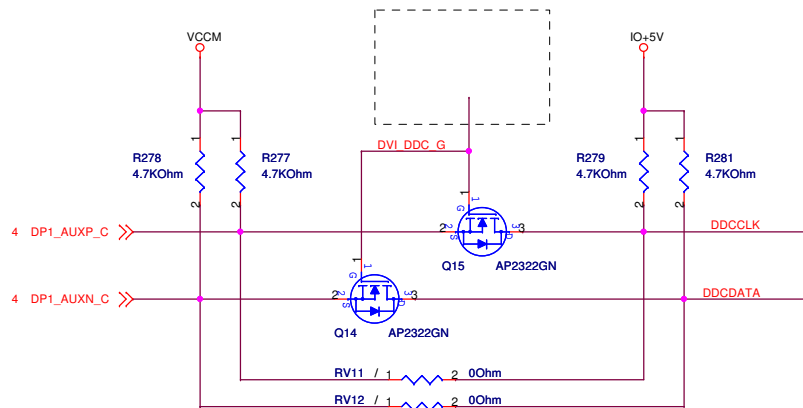 VCCM IO+5V
DVI_DDC_G
1 1 1 1
R278 R277 R279 R281
4.7KOhm 4.7KOhm 4.7KOhm 4.7KOhm
2 2 2 2
1
G
4 DP1_AUXP_C 2 S D 3 DDCCLK
Q15 AP2322GN
1
G
4 DP1_AUXN_C 2 S D 3 DDCDATA
Q14 AP2322GN
RV11 / 1 2 0Ohm
RV12 / 1 2 0Ohm